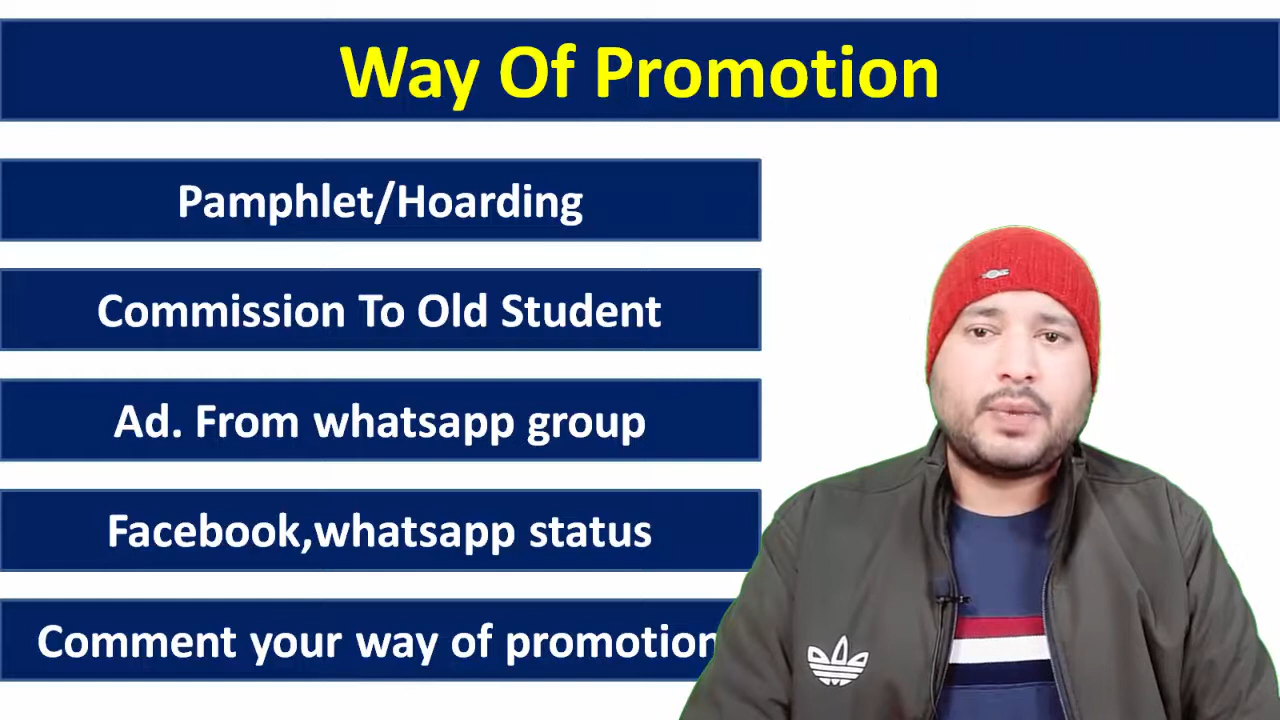 Way Of Promotion
Pamphlet/Hoarding
Commission To Old Student
Ad. From whatsapp group
Facebook,whatsapp status
Comment your way of promotion